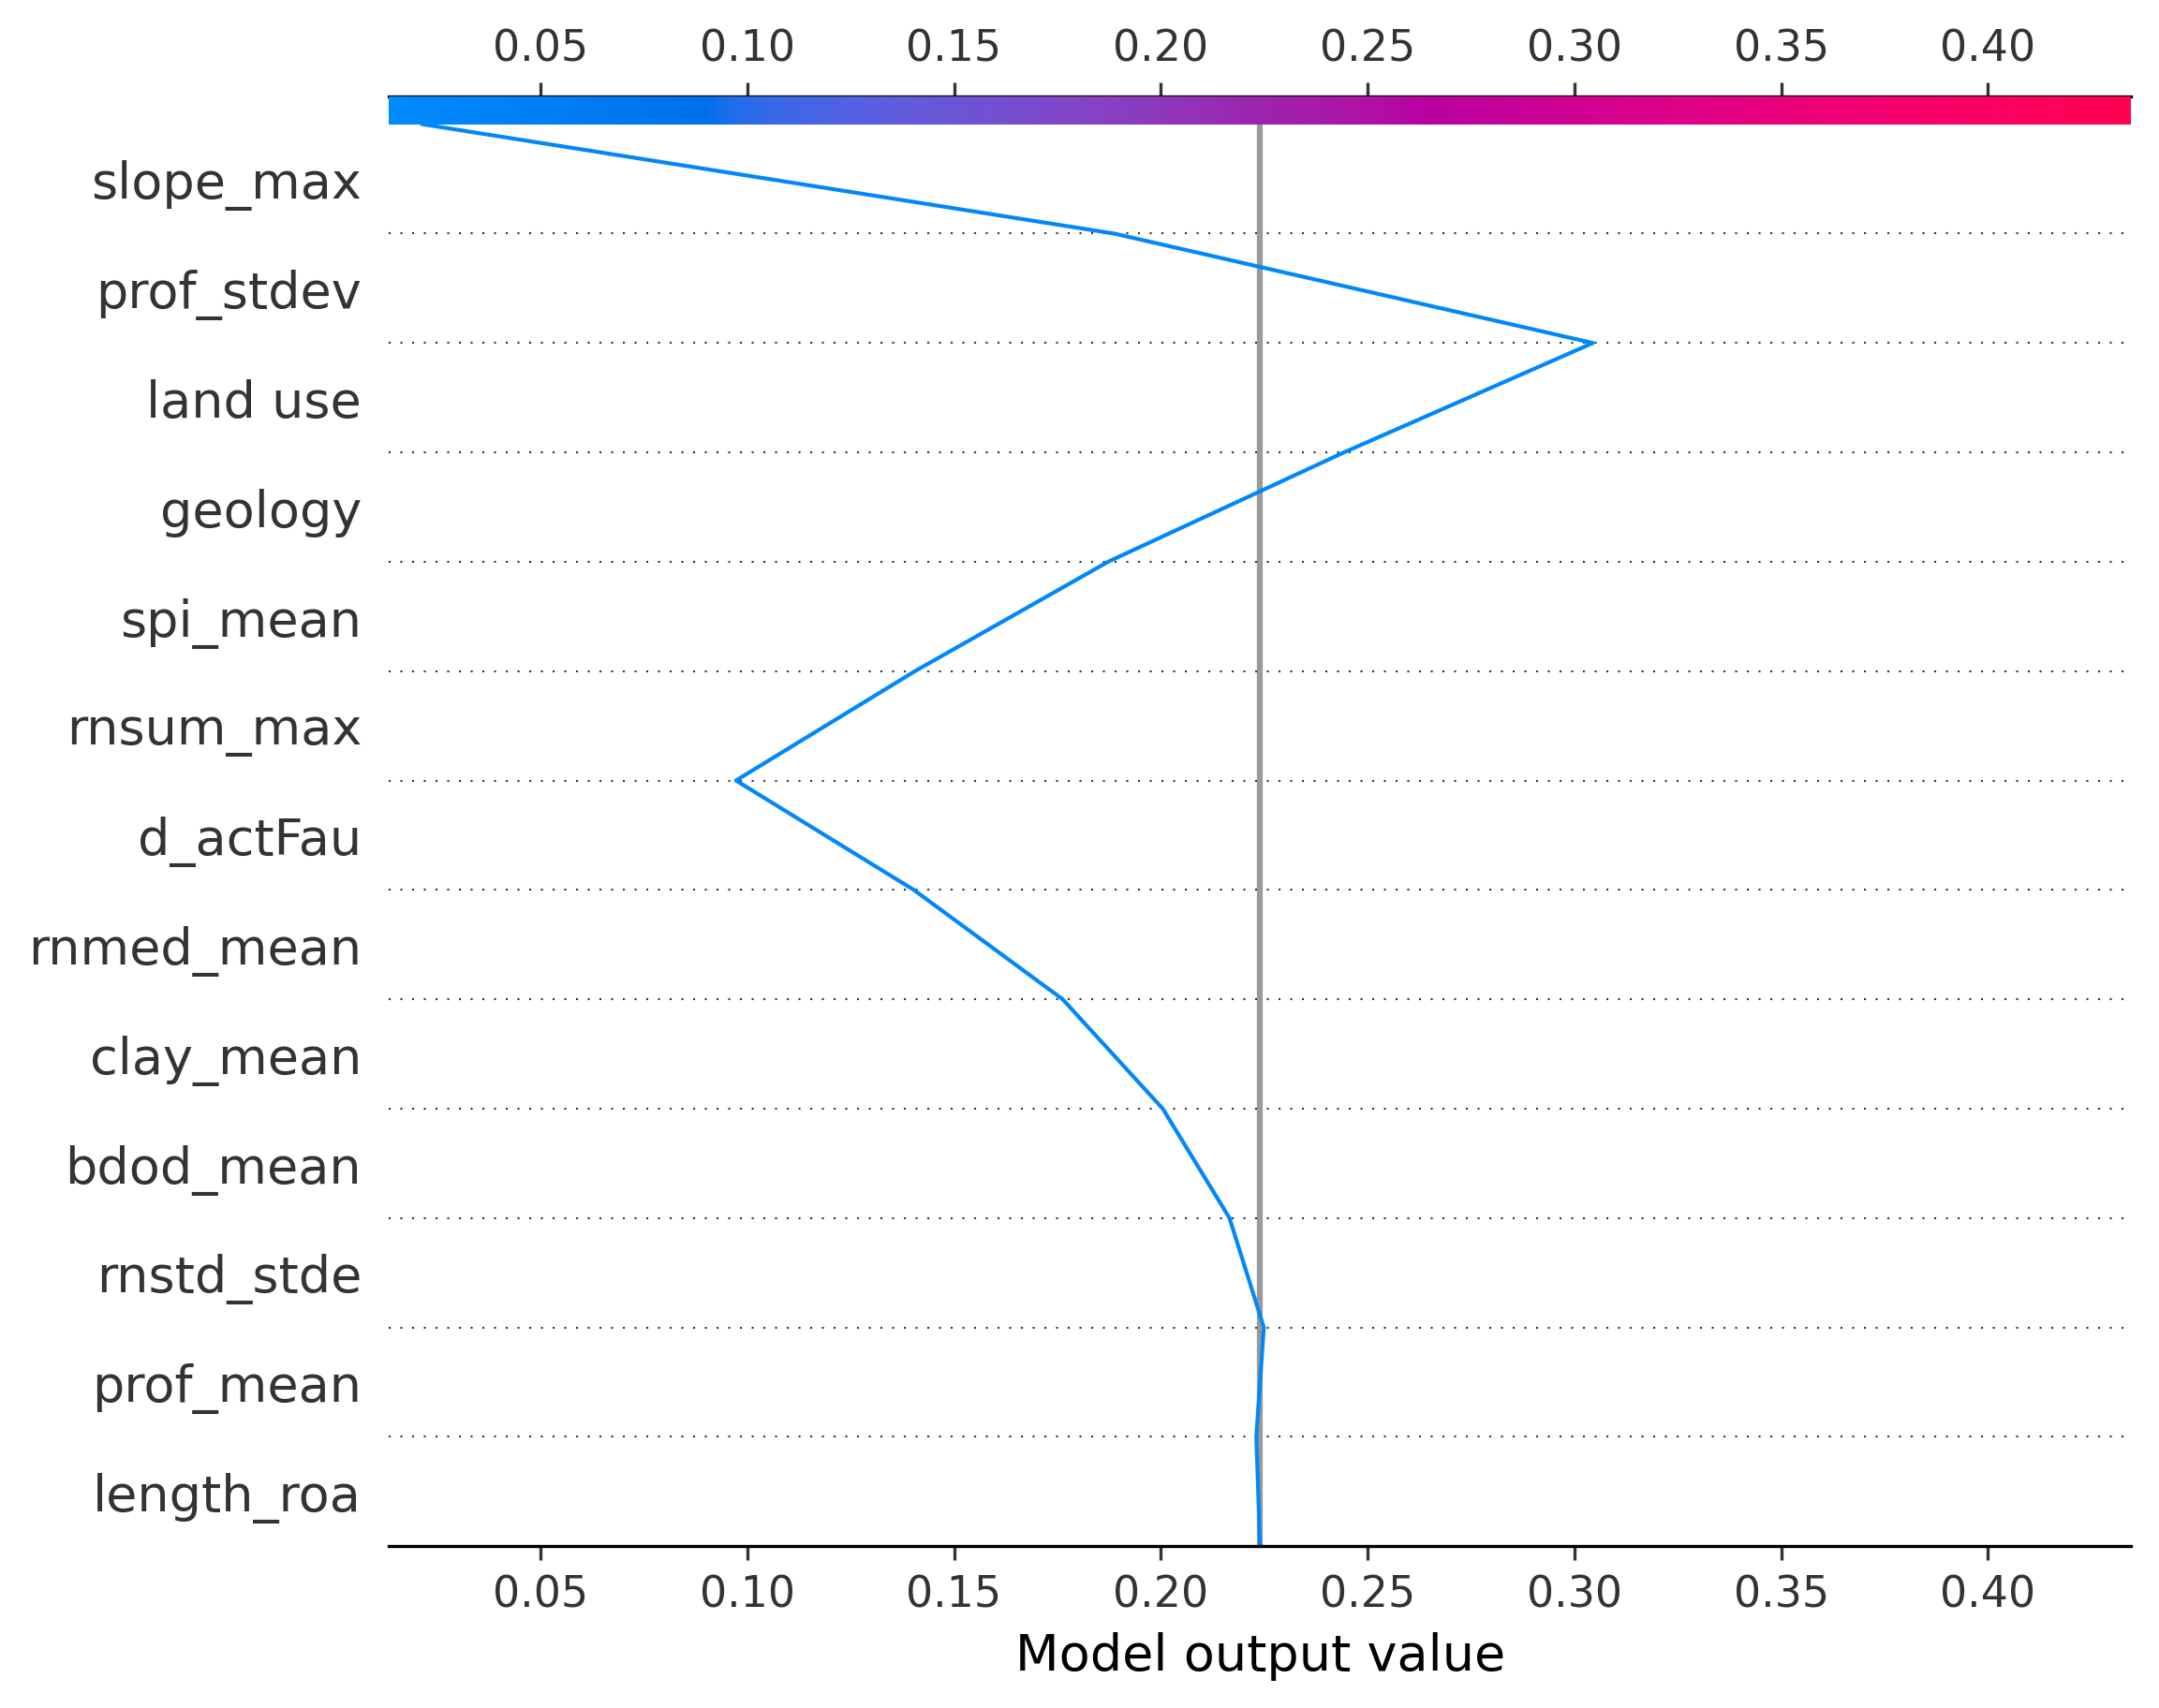 0.05 0.10 0.15 0.20 0.25 0.30 0.35 0.40
slope_max
prof_stdev
land use
geology
spi_mean
rnsum_max
d_actFau
rnmed_mean
clay_mean
bdod_mean
rnstd_stde
prof_mean
length_roa
0.05 0.10 0.15 0.20 0.25 0.30 0.35 0.40
Model output value